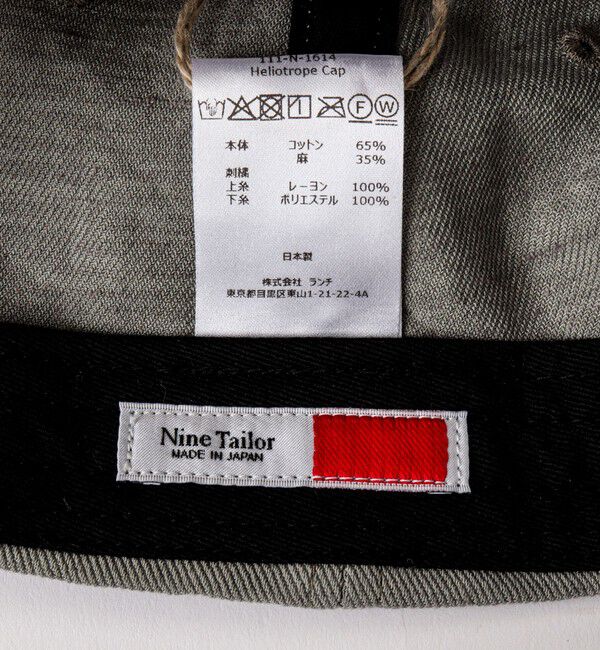 111-N-1614
Heliotrope Cap
F W
本体 コットン 65%
麻 35%
刺繍
上糸 レーヨン 100%
下糸 ポリエステル 100%
日本製
株式会社 ランチ
東京都目黒区東山1-21-22-4A
Nine Tailor
MADE IN JAPAN